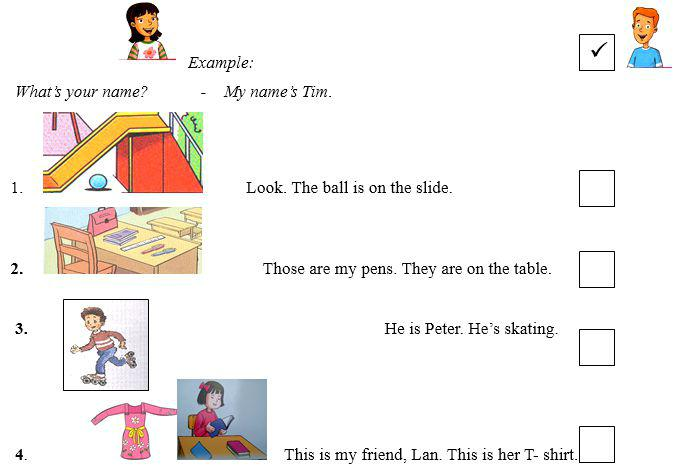 Example:
What's your name? - My name's Tim.
1. Look. The ball is on the slide.
2. Those are my pens. They are on the table.
3. He is Peter. He's skating.
4. This is my friend, Lan. This is her T- shirt.